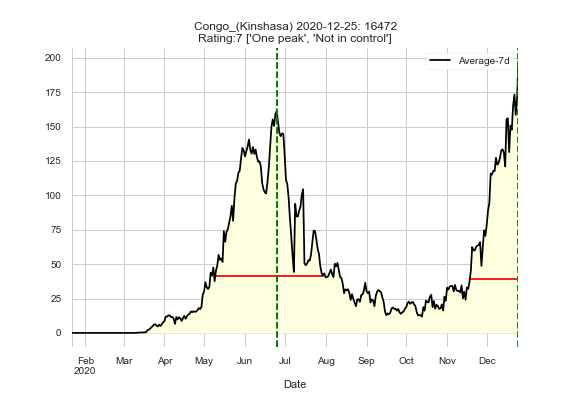 Congo_(Kinshasa) 2020-12-25: 16472
Rating:7 ['One peak', 'Not in control']
Average-7d
200
175
150
125
100
75
50
25
0
Feb Mar Apr May Jun Jul Aug Sep Oct Nov Dec
2020
Date